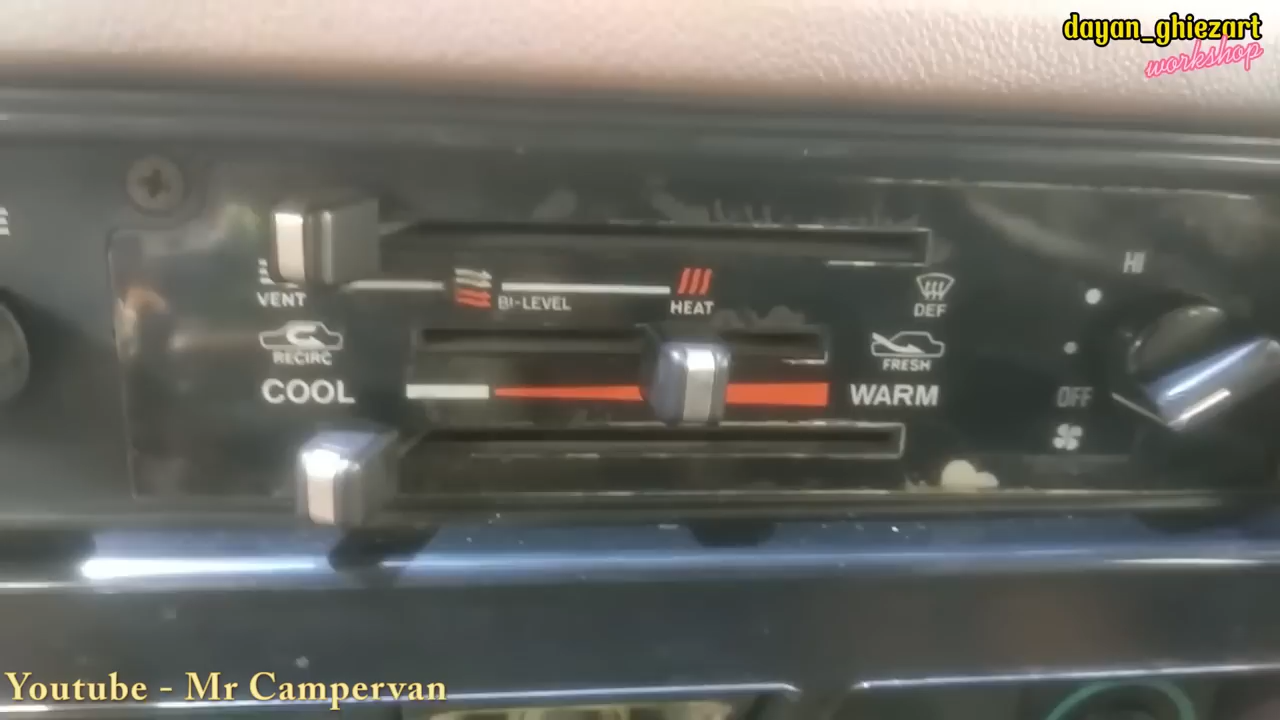 dayan_ghiezart
workshop
HI
VENT
BI-LEVEL
HEAT
DEF
RECIRC
FRESH
COOL
WARM
OFF
Youtube - Mr Campervan